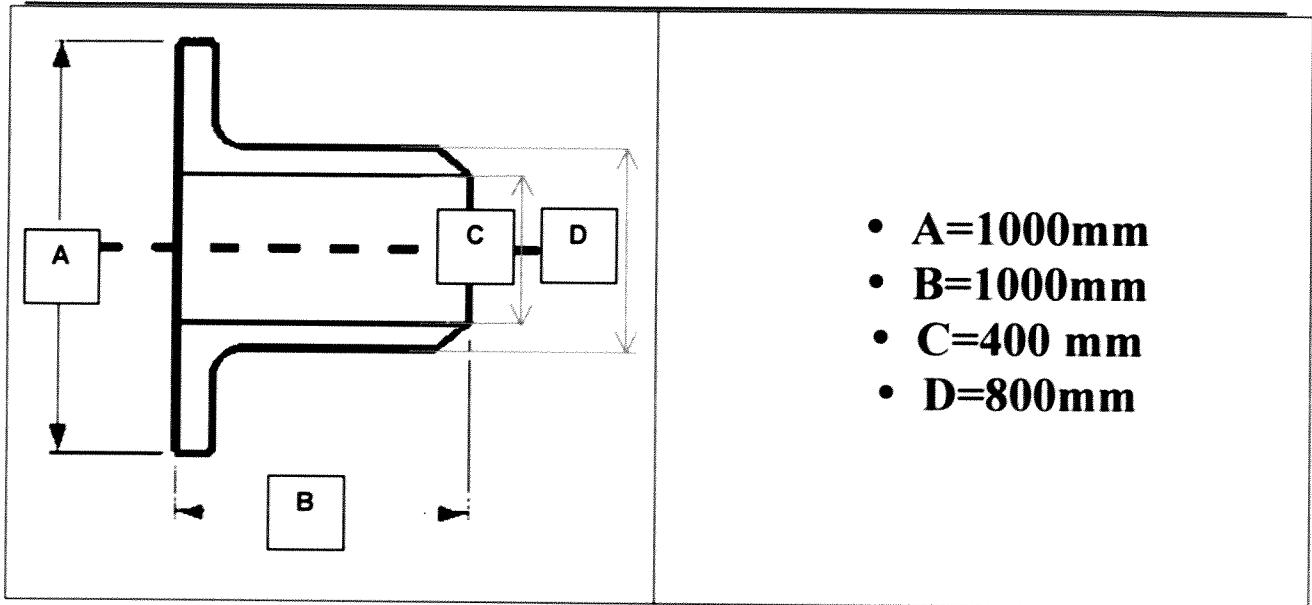 A
C
D
B
• A=1000mm
• B=1000mm
• C=400 mm
• D=800mm